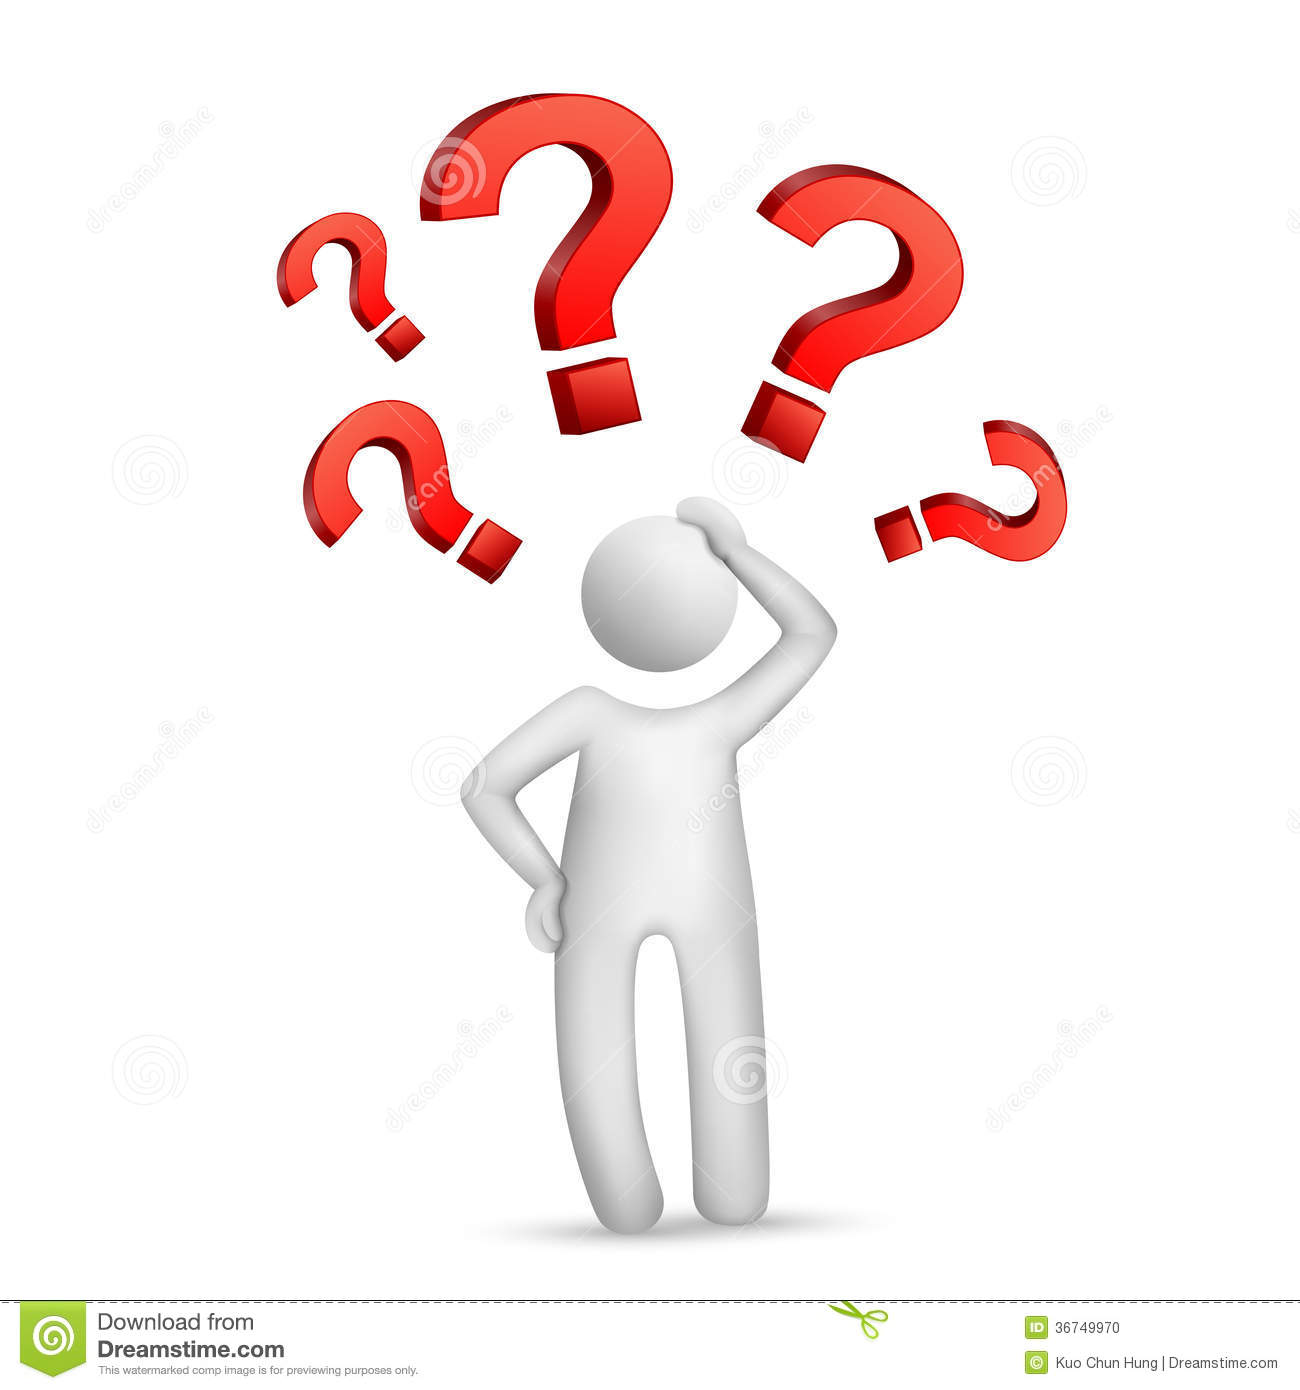 ? ? ? ? ? ?
dreamstime
Download from
Dreamstime.com
This watermarked comp image is for previewing purposes only.
ID 36749970
© Kuo Chun Hung | Dreamstime.com